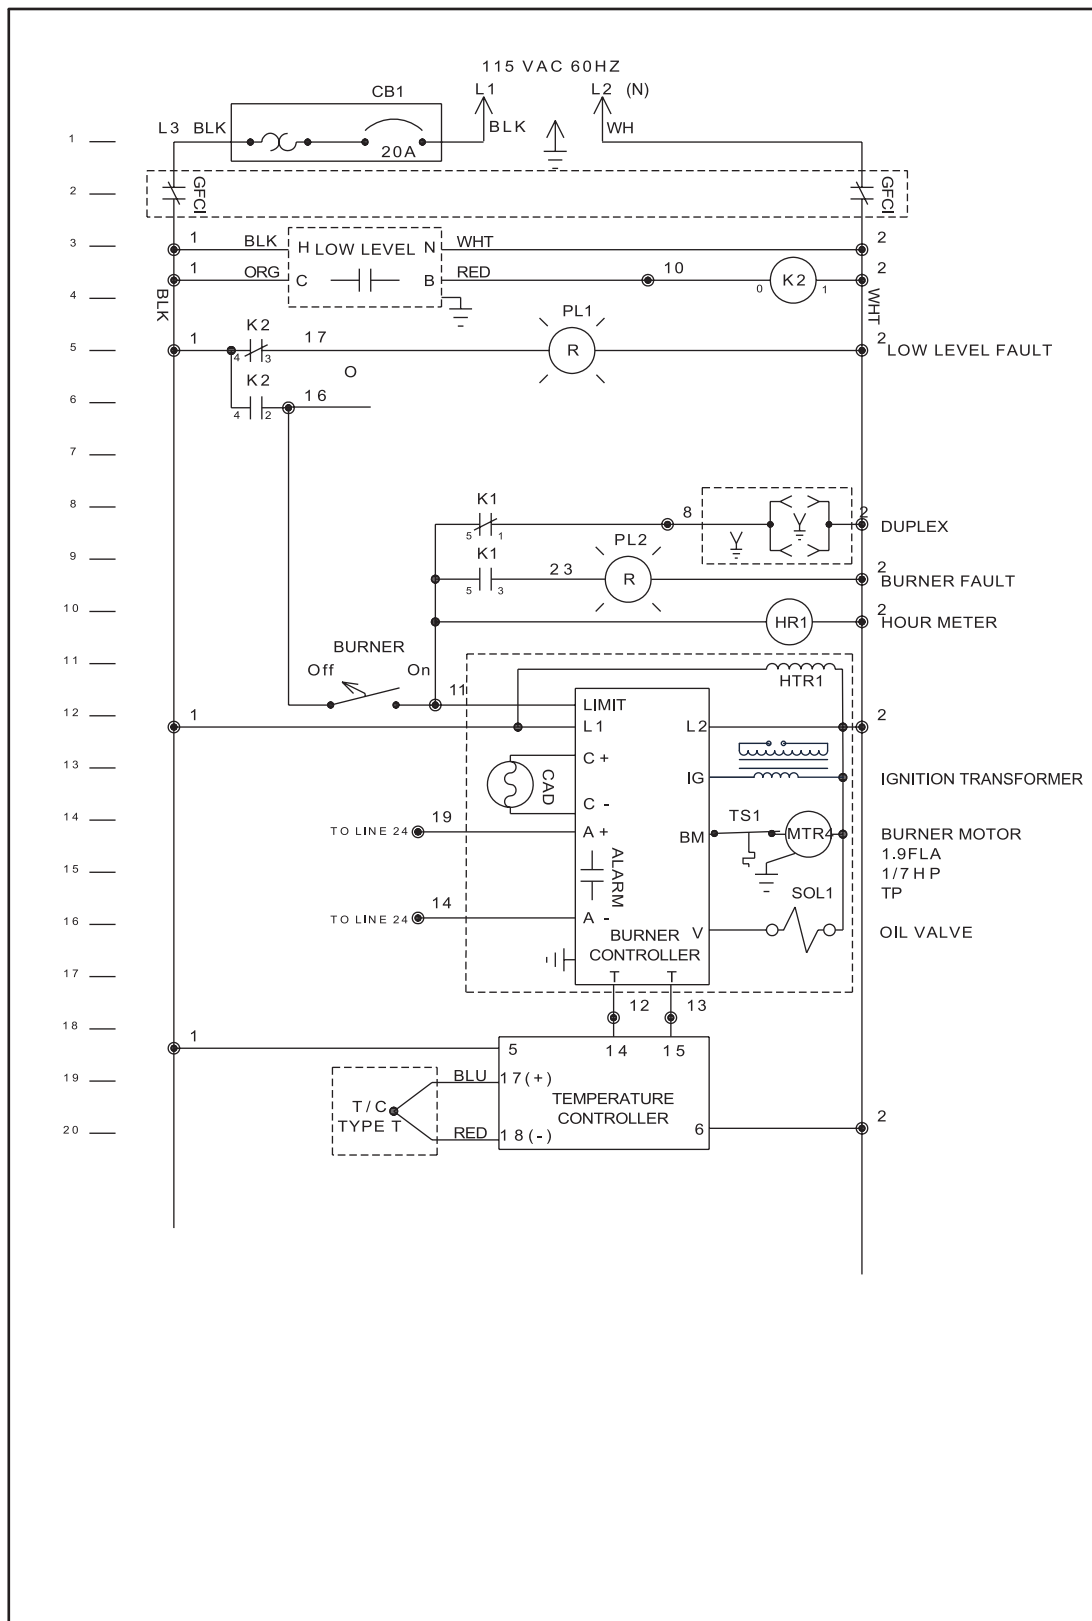 115 VAC 60HZ
CB1
L1
L2 (N)
L3 BLK
BLK
WH
1
20A
2
GFCI
GFCI
1
2
3
BLK
H LOW LEVEL N
WHT
1
ORG
C
B
RED
10
K2
0
1
2
4
BLK
WHT
PL1
K2
1
17
5
4
3
R
2
LOW LEVEL FAULT
K2
O
6
16
4
2
7
8
K1
8
2
5
1
DUPLEX
9
PL2
K1
23
2
5
3
R
BURNER FAULT
10
2
HR1
HOUR METER
11
BURNER
Off
On
HTR1
11
LIMIT
12
1
L1
L2
2
C +
13
CAD
IG
IGNITION TRANSFORMER
C -
14
19
TS1
TO LINE 24
A +
BM
MTR4
BURNER MOTOR
1.9FLA
15
ALARM
1/7 HP
TP
14
SOL1
16
TO LINE 24
A -
V
OIL VALVE
BURNER
CONTROLLER
17
T
T
12
13
18
1
5
14
15
19
BLU
17(+)
T/C
TYPE T
TEMPERATURE
CONTROLLER
20
RED
18(-)
6
2